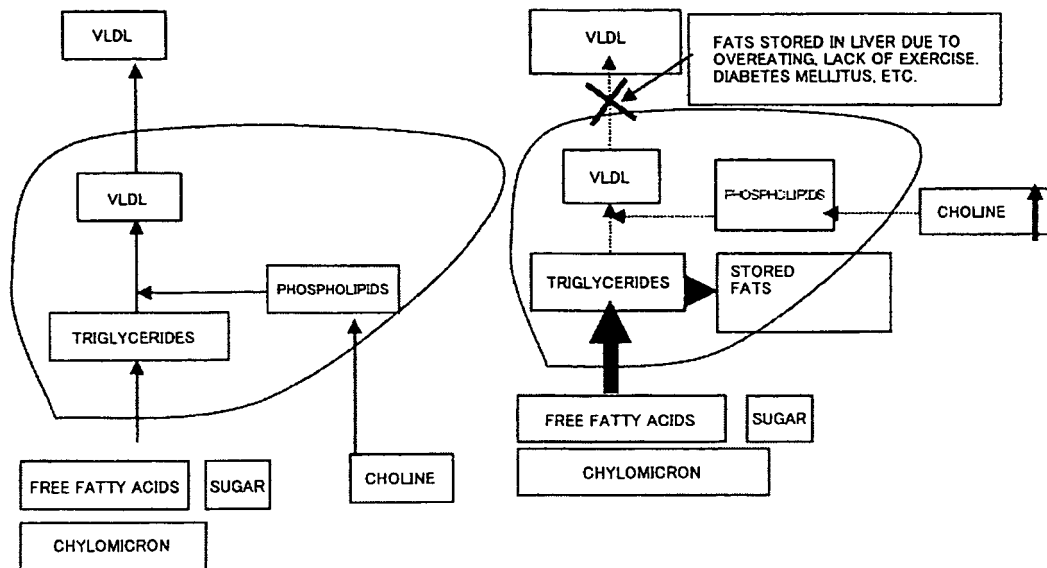 VLDL
VLDL
PHOSPHOLIPIDS
TRIGLYCERIDES
FREE FATTY ACIDS
SUGAR
CHOLINE
CHYLOMICRON
VLDL
FATS STORED IN LIVER DUE TO
OVEREATING, LACK OF EXERCISE.
DIABETES MELLITUS, ETC.
VLDL
PHOSPHOLIPIDS
CHOLINE
TRIGLYCERIDES
STORED
FATS
FREE FATTY ACIDS
SUGAR
CHYLOMICRON